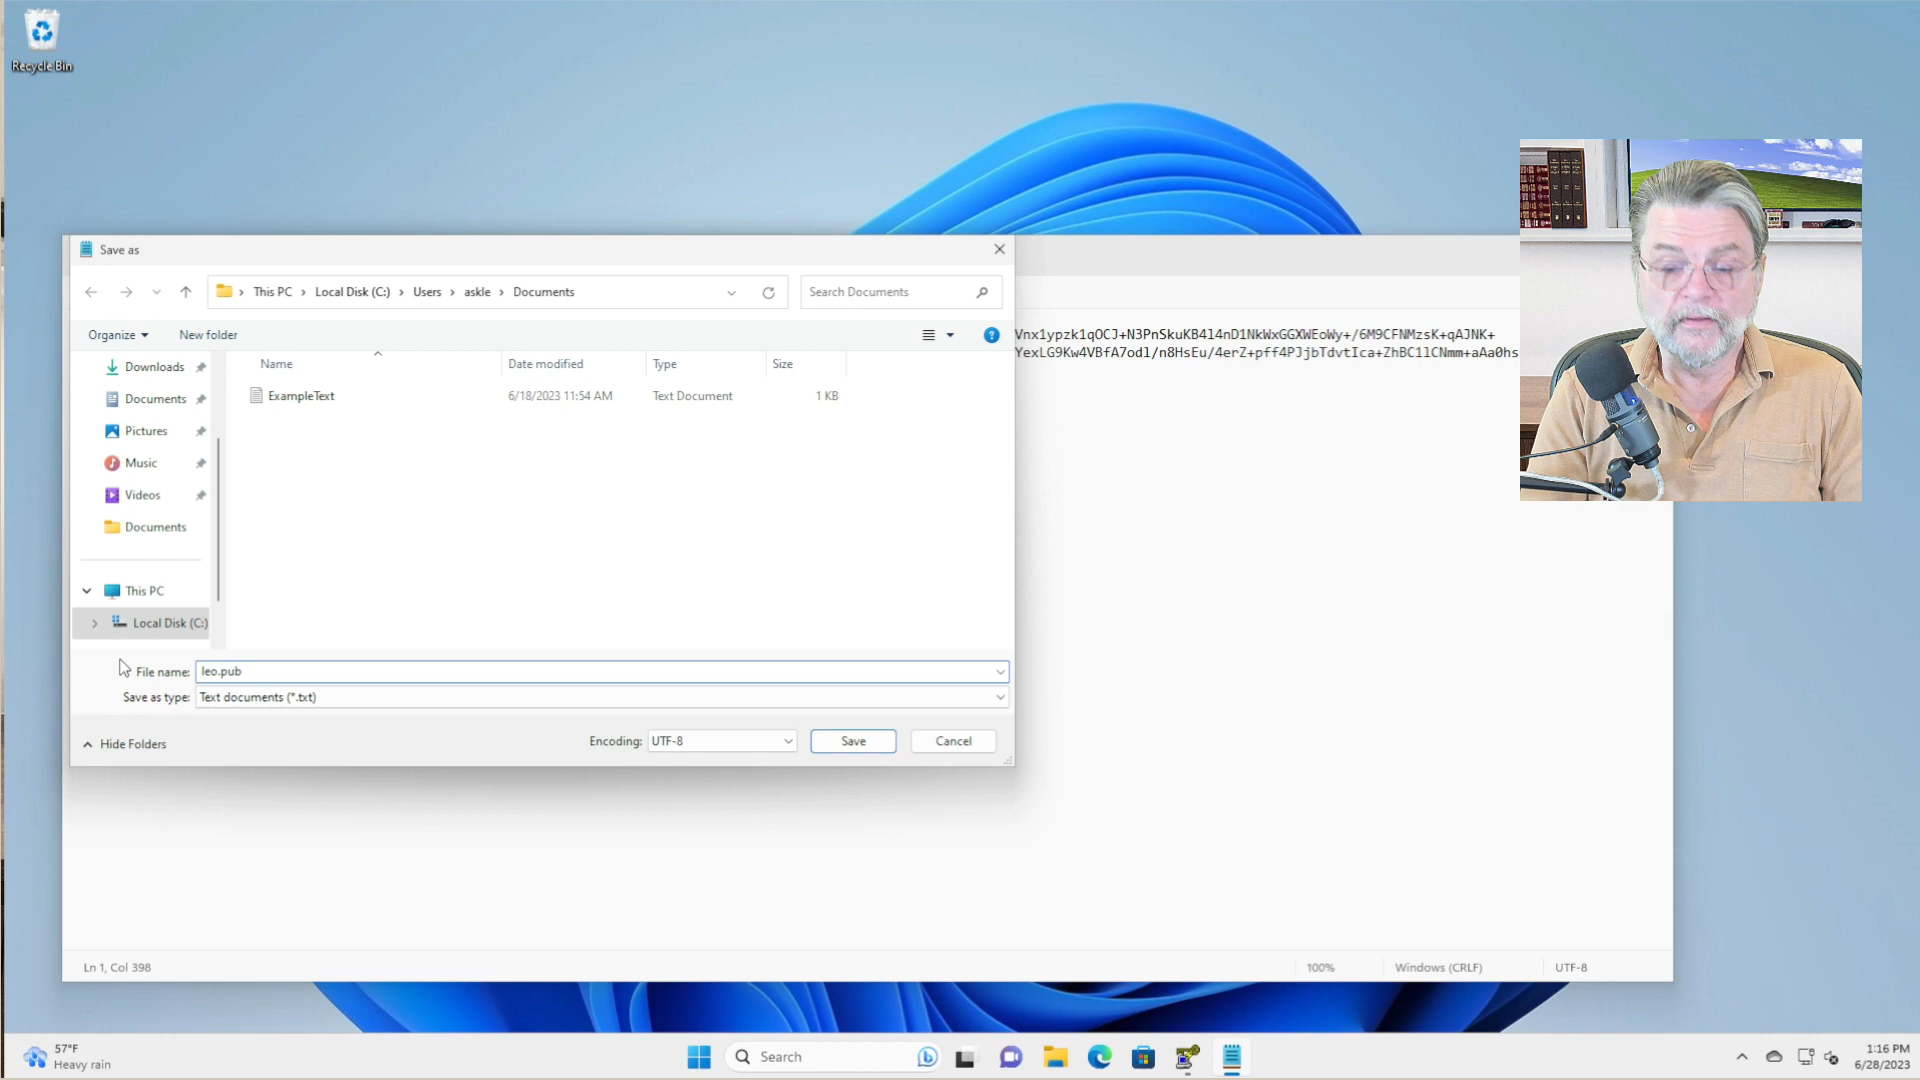 Recycle Bin
Save as
This PC
Local Disk (C:)
Users
askle
Documents
Search Documents
Organize
New folder
Vnx1ypzk1qOCJ+N3PnSkuKB4l4nD1NkWxGGXWEoWy+/6M9CFNMzsK+qAJNK+
YexLG9Kw4VBfA7odl/n8HsEu/4erZ+pff4PJjbTdvtIca+ZhBC1lCNmm+aAa0hs
Name
Date modified
Type
Size
Downloads
Documents
Pictures
Music
Videos
Documents
This PC
Local Disk (C:)
ExampleText
6/18/2023 11:54 AM
Text Document
1 KB
File name:
leo.pub
Save as type:
Text documents (*.txt)
Hide Folders
Encoding:
UTF-8
Save
Cancel
Ln 1, Col 398
100%
Windows (CRLF)
UTF-8
57°F
Heavy rain
Search
1:16 PM
6/28/2023